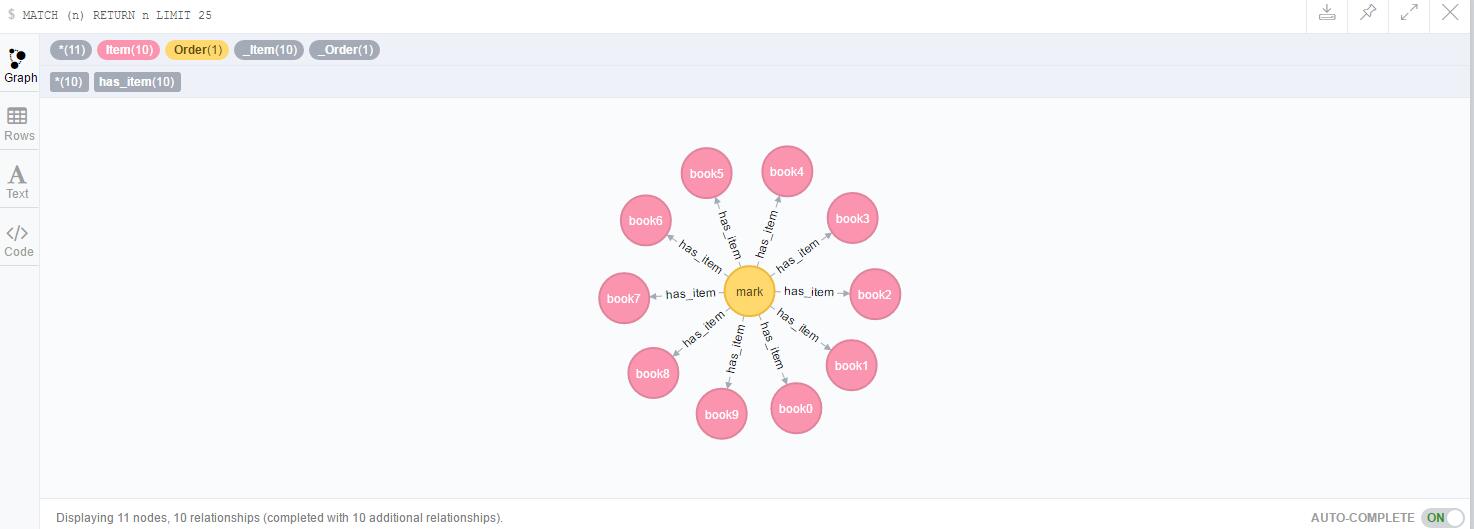 $ MATCH (n) RETURN n LIMIT 25
*(11) Item(10) Order(1) _Item(10) _Order(1)
*(10) has_item(10)
Graph
Rows
A
Text
</>
Code
book5
book4
book6
book3
has_item
has_item
has_item
has_item
book7
has_item
mark
has_item
book2
has_item
has_item
has_item
has_item
book8
book1
book9
book0
Displaying 11 nodes, 10 relationships (completed with 10 additional relationships).
AUTO-COMPLETE ON